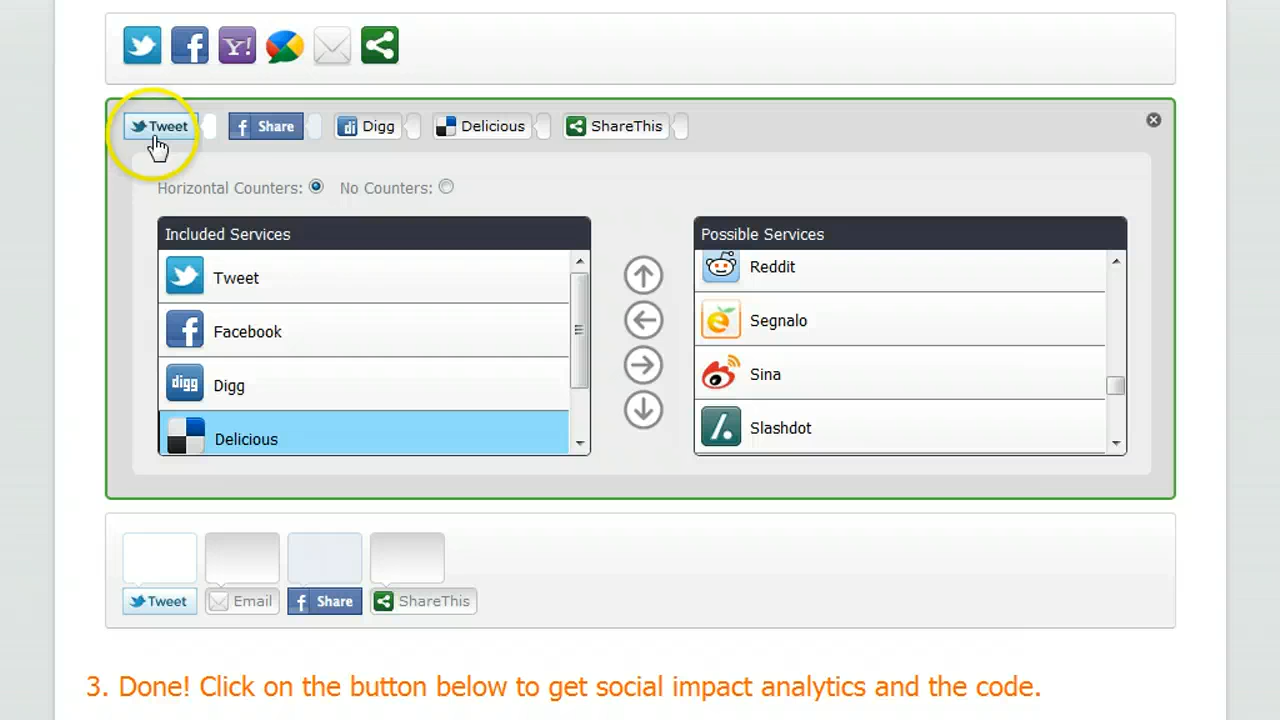 Y!
Tweet Share Digg Delicious ShareThis
Horizontal Counters: No Counters:
Included Services
Possible Services
Tweet
Facebook
digg Digg
Delicious
Reddit
Segnalo
Sina
Slashdot
Tweet Email Share ShareThis
3. Done! Click on the button below to get social impact analytics and the code.